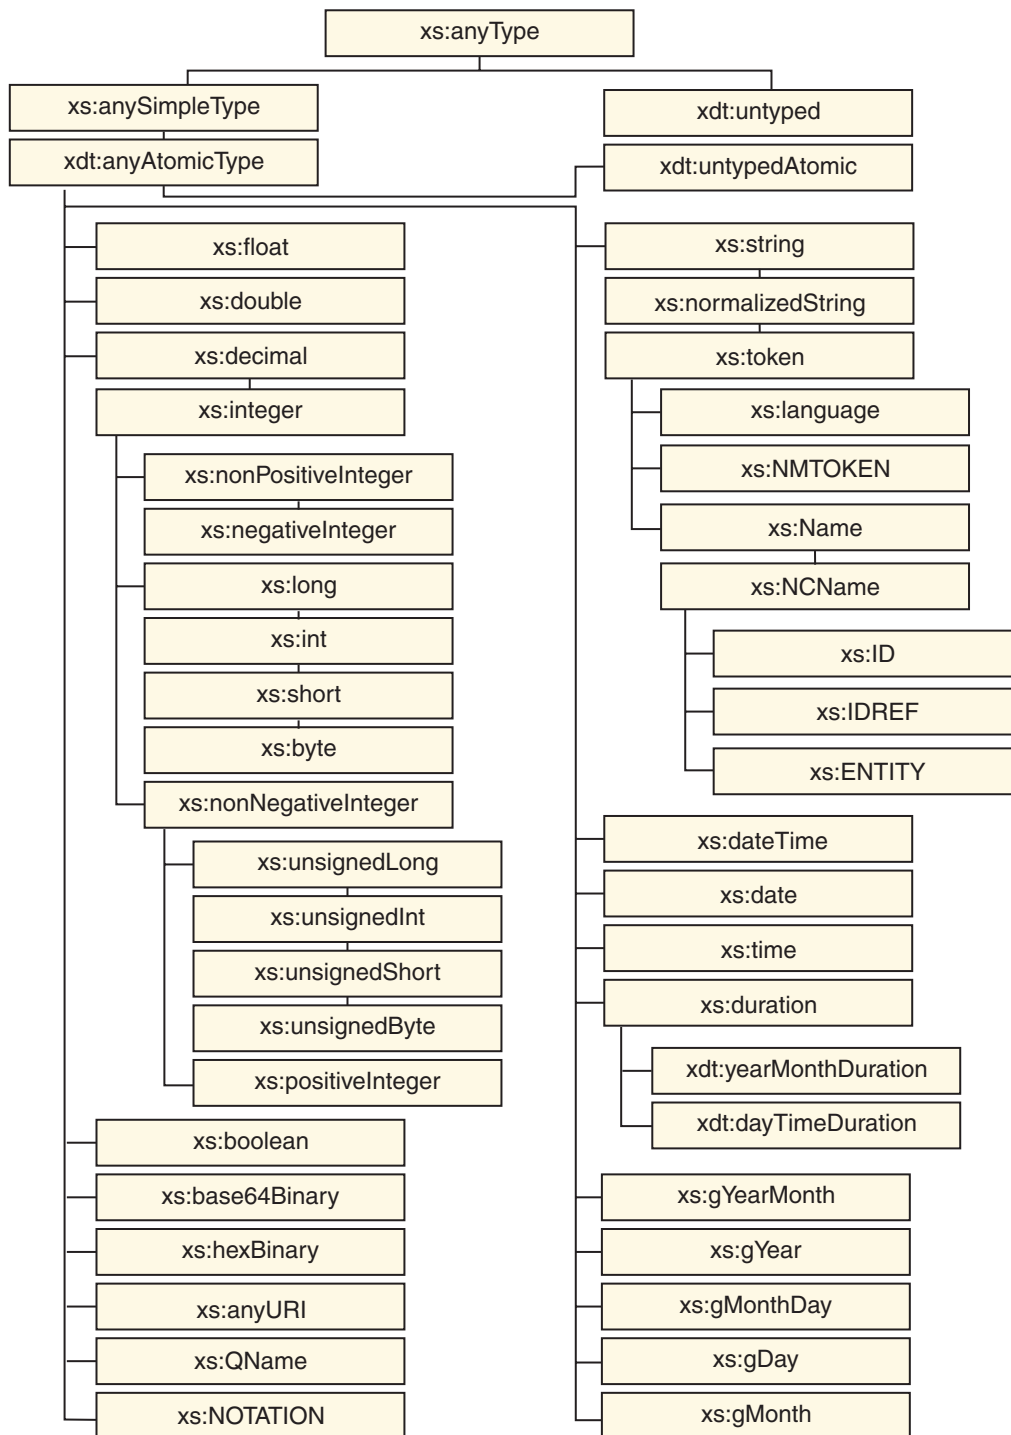 xs:anyType
xs:anySimpleType
xdt:untyped
xdt:anyAtomicType
xdt:untypedAtomic
xs:float
xs:double
xs:decimal
xs:integer
xs:nonPositiveInteger
xs:negativeInteger
xs:long
xs:int
xs:short
xs:byte
xs:nonNegativeInteger
xs:unsignedLong
xs:unsignedInt
xs:unsignedShort
xs:unsignedByte
xs:positiveInteger
xs:boolean
xs:base64Binary
xs:hexBinary
xs:anyURI
xs:QName
xs:NOTATION
xs:string
xs:normalizedString
xs:token
xs:language
xs:NMTOKEN
xs:Name
xs:NCName
xs:ID
xs:IDREF
xs:ENTITY
xs:dateTime
xs:date
xs:time
xs:duration
xdt:yearMonthDuration
xdt:dayTimeDuration
xs:gYearMonth
xs:gYear
xs:gMonthDay
xs:gDay
xs:gMonth